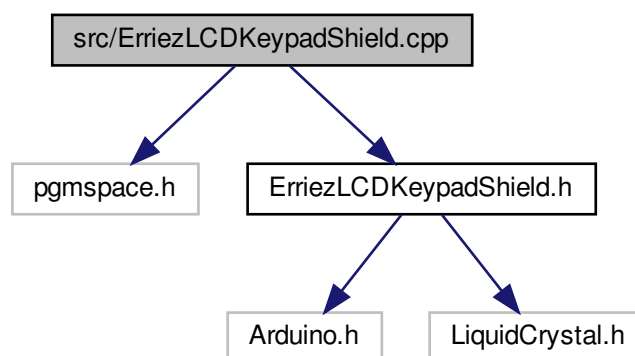 src/ErriezLCDKeypadShield.cpp
pgmspace.h
ErriezLCDKeypadShield.h
Arduino.h
LiquidCrystal.h